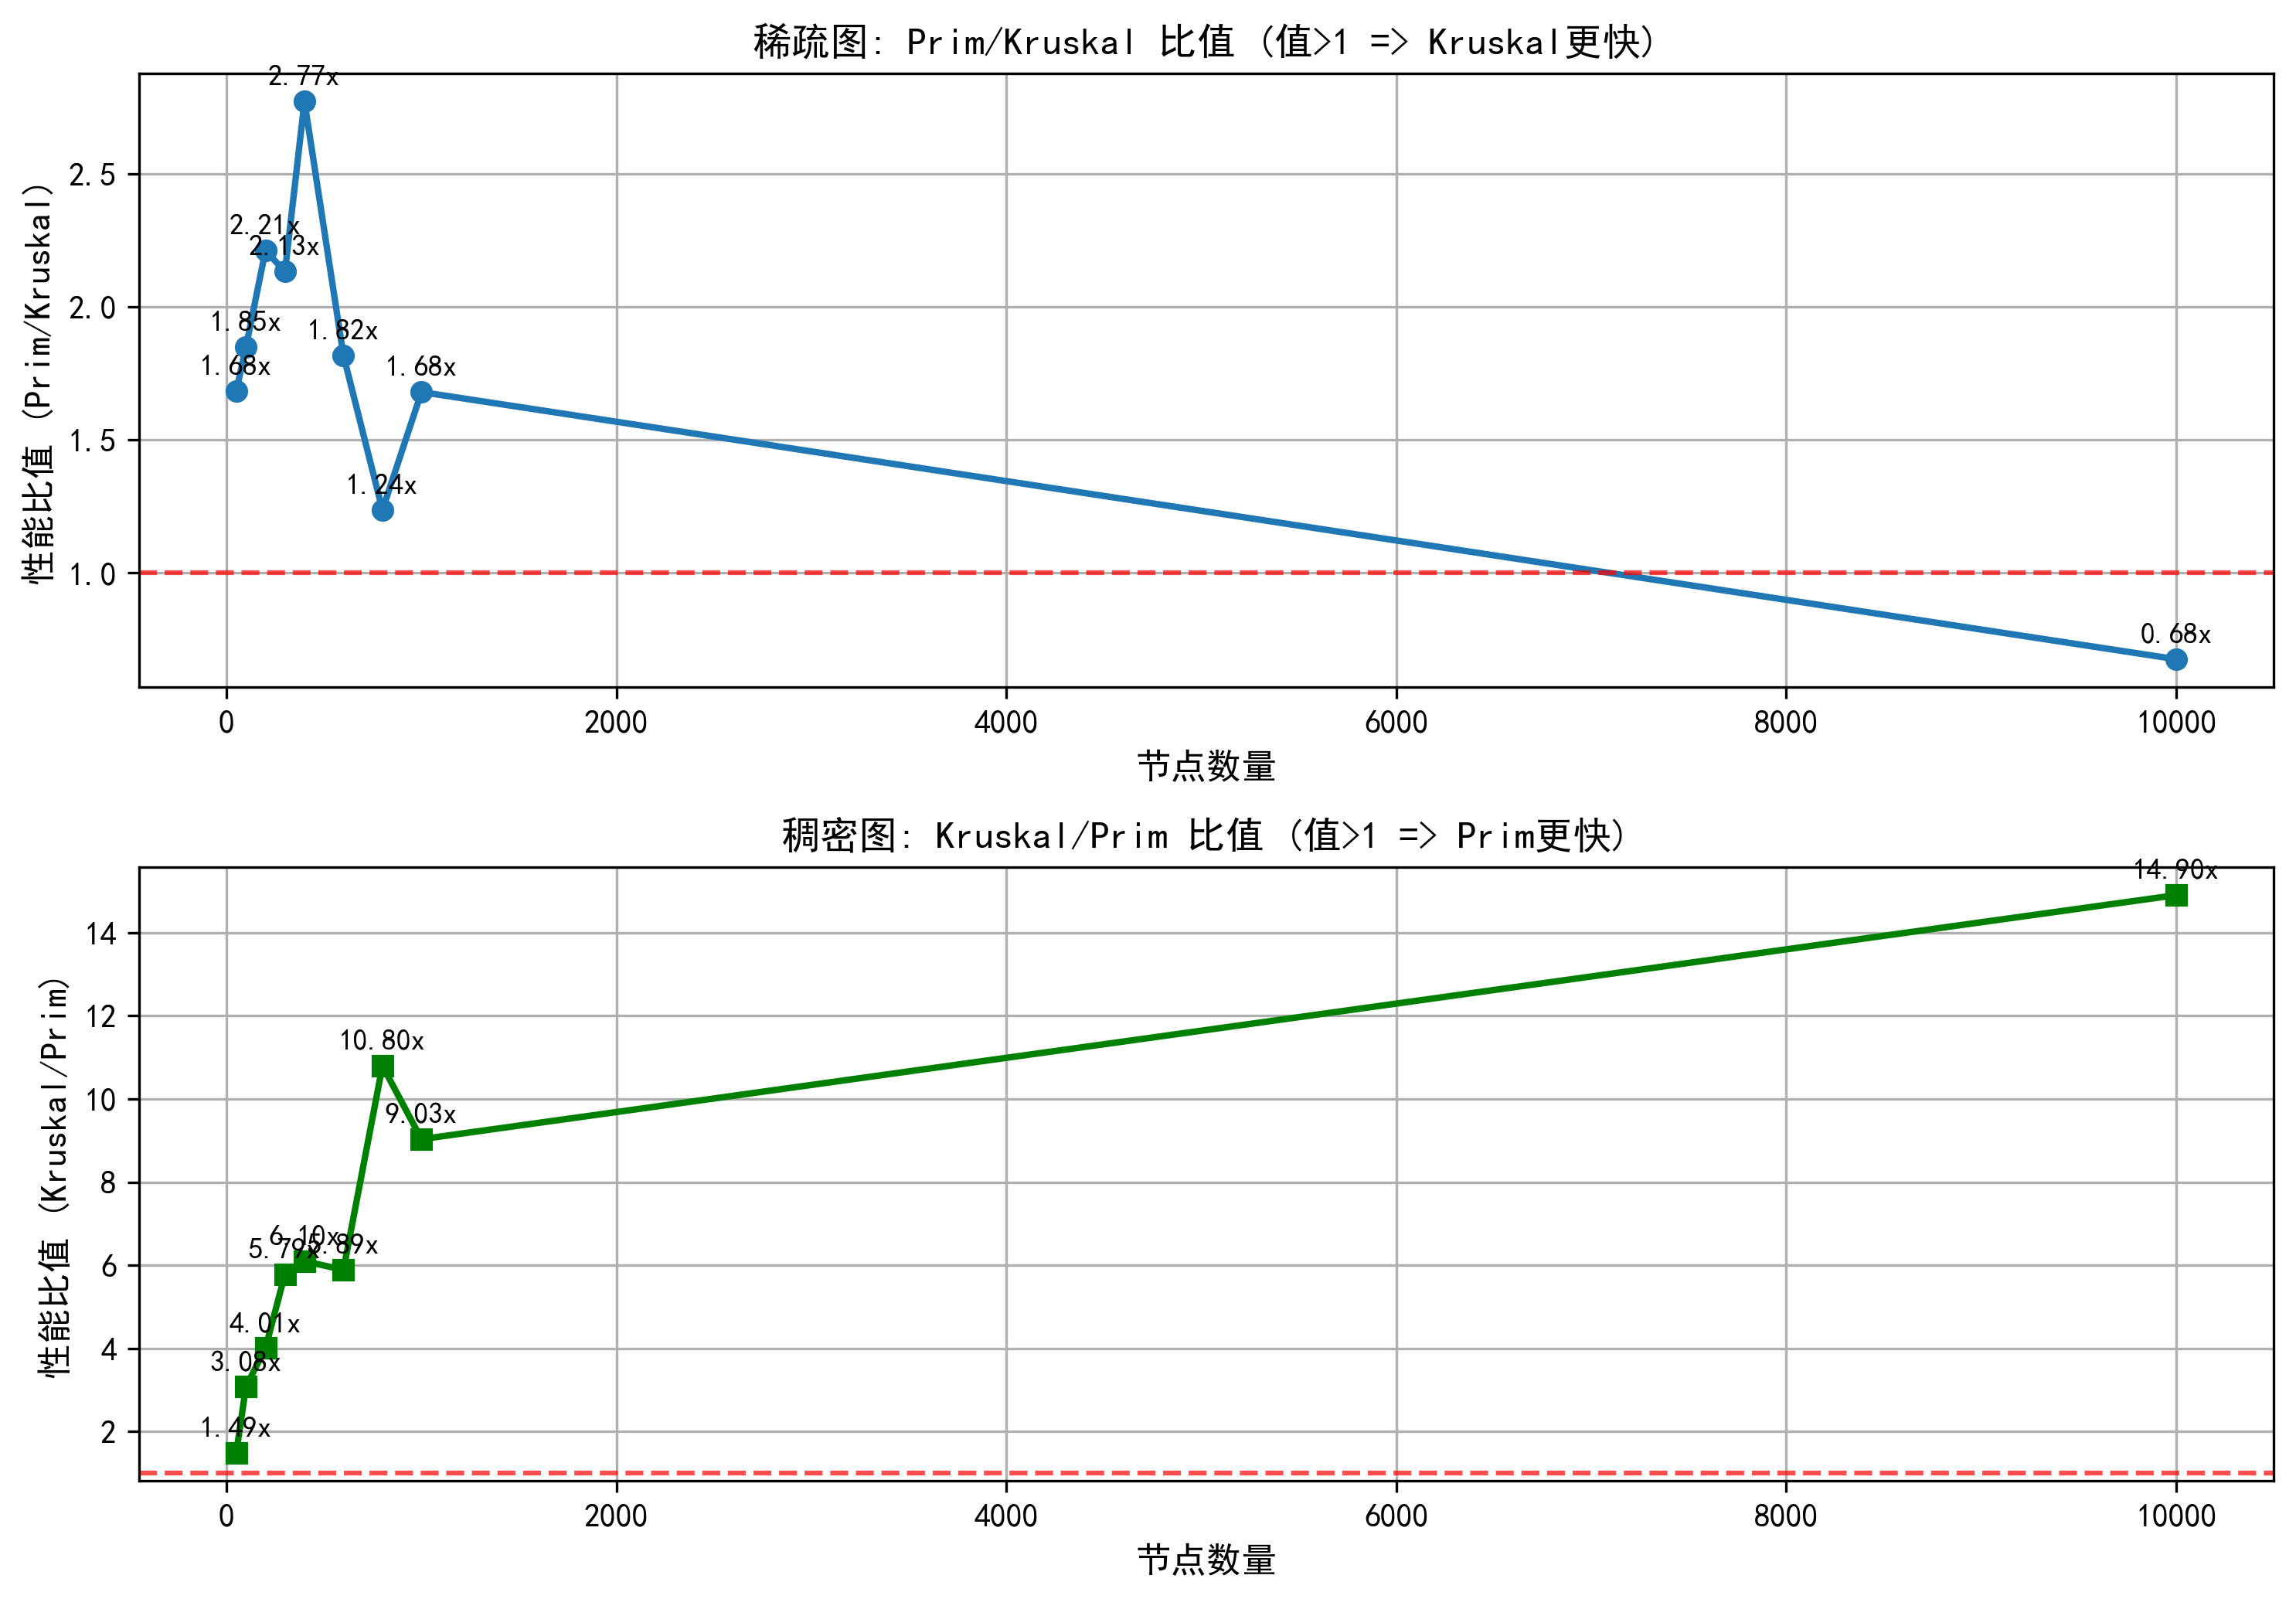 稀疏图: Prim/Kruskal 比值 (值>1 => Kruskal更快)
性能比值 (Prim/Kruskal)
2.5
2.0
1.5
1.0
2.77x
2.21x
2.13x
1.85x
1.82x
1.68x
1.68x
1.24x
0.68x
0
2000
4000
6000
8000
10000
节点数量
稠密图: Kruskal/Prim 比值 (值>1 => Prim更快)
性能比值 (Kruskal/Prim)
14
12
10
8
6
4
2
14.90x
10.80x
9.03x
6.10x
5.89x
5.79x
4.01x
3.08x
1.49x
0
2000
4000
6000
8000
10000
节点数量